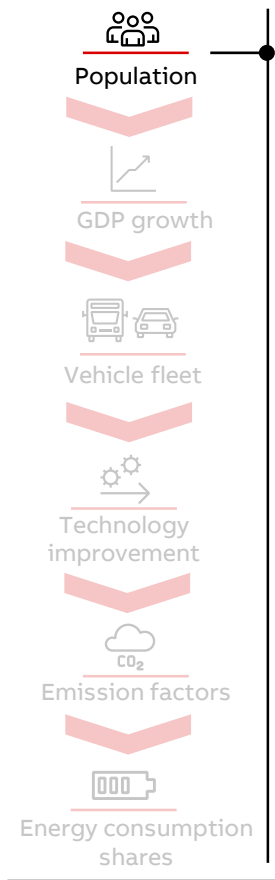 Population
GDP growth
Vehicle fleet
Technology
improvement
CO₂
Emission factors
Energy consumption
shares